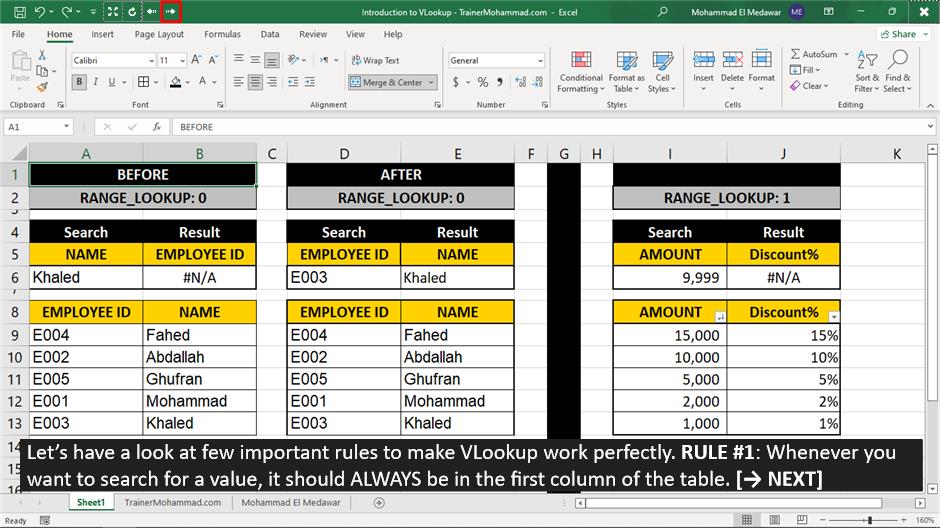 Introduction to VLookup - TrainerMohammad.com - Excel
Mohammad El Medawar
ME
File Home Insert Page Layout Formulas Data Review View Help
Share
Paste
Calibri 11
B I U
Wrap Text
Merge & Center
General
$ % ,
Conditional Formatting
Format as Table
Cell Styles
Insert
Delete
Format
AutoSum
Fill
Clear
Sort & Filter
Find & Select
Clipboard Font Alignment Number Styles Cells Editing
A1 fx BEFORE
A B C D E F G H I J K
1 BEFORE AFTER
2 RANGE_LOOKUP: 0 RANGE_LOOKUP: 0 RANGE_LOOKUP: 1
4 Search Result Search Result Search Result
5 NAME EMPLOYEE ID EMPLOYEE ID NAME AMOUNT Discount%
6 Khaled #N/A E003 Khaled 9,999 #N/A
8 EMPLOYEE ID NAME EMPLOYEE ID NAME AMOUNT Discount%
9 E004 Fahed E004 Fahed 15,000 15%
10 E002 Abdallah E002 Abdallah 10,000 10%
11 E005 Ghufran E005 Ghufran 5,000 5%
12 E001 Mohammad E001 Mohammad 2,000 2%
13 E003 Khaled E003 Khaled 1,000 1%
14
Let's have a look at few important rules to make VLookup work perfectly. RULE #1: Whenever you
want to search for a value, it should ALWAYS be in the first column of the table. [→ NEXT]
Sheet1 TrainerMohammad.com Mohammad El Medawar
Ready 160%